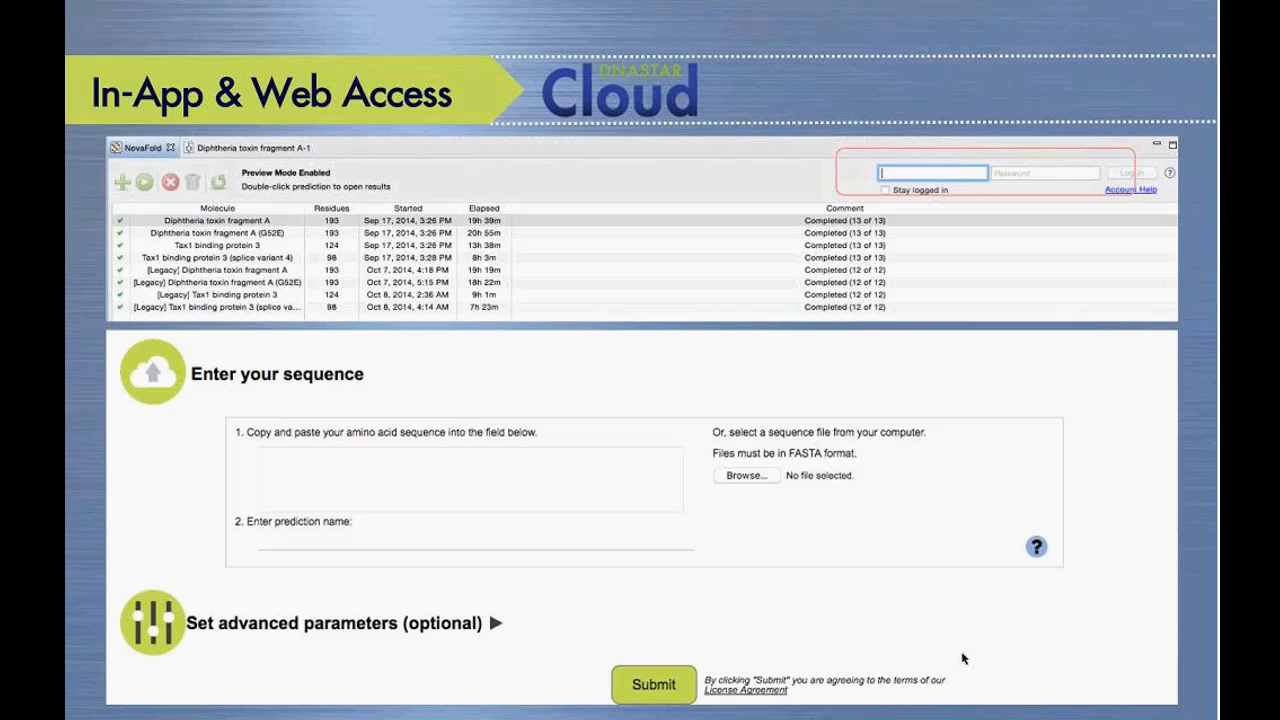 In-App & Web Access
DNASTAR
Cloud
NovaFold
Diphtheria toxin fragment A-1
Preview Mode Enabled
Double-click prediction to open results
Password
Log in
Stay logged in
Account Help
Molecule Residues Started Elapsed Comment
Diphtheria toxin fragment A 193 Sep 17, 2014, 3:26 PM 19h 39m Completed (13 of 13)
Diphtheria toxin fragment A (G52E) 193 Sep 17, 2014, 3:26 PM 20h 55m Completed (13 of 13)
Tax1 binding protein 3 124 Sep 17, 2014, 3:26 PM 13h 38m Completed (13 of 13)
Tax1 binding protein 3 (splice variant 4) 98 Sep 17, 2014, 3:28 PM 9h 3m Completed (13 of 13)
[Legacy] Diphtheria toxin fragment A 193 Oct 7, 2014, 4:18 PM 19h 19m Completed (12 of 12)
[Legacy] Diphtheria toxin fragment A (G52E) 193 Oct 7, 2014, 5:15 PM 18h 22m Completed (12 of 12)
[Legacy] Tax1 binding protein 3 124 Oct 8, 2014, 2:36 AM 9h 1m Completed (12 of 12)
[Legacy] Tax1 binding protein 3 (splice va... 98 Oct 8, 2014, 4:14 AM 7h 23m Completed (12 of 12)
Enter your sequence
1. Copy and paste your amino acid sequence into the field below.
Or, select a sequence file from your computer.
Files must be in FASTA format.
Browse... No file selected.
2. Enter prediction name:
?
Set advanced parameters (optional)
Submit
By clicking "Submit" you are agreeing to the terms of our
License Agreement